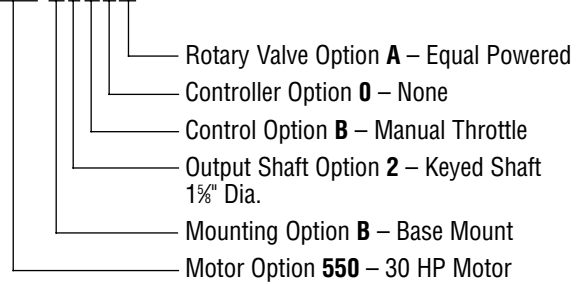 Rotary Valve Option A – Equal Powered
Controller Option 0 – None
Control Option B – Manual Throttle
Output Shaft Option 2 – Keyed Shaft
1⅝" Dia.
Mounting Option B – Base Mount
Motor Option 550 – 30 HP Motor